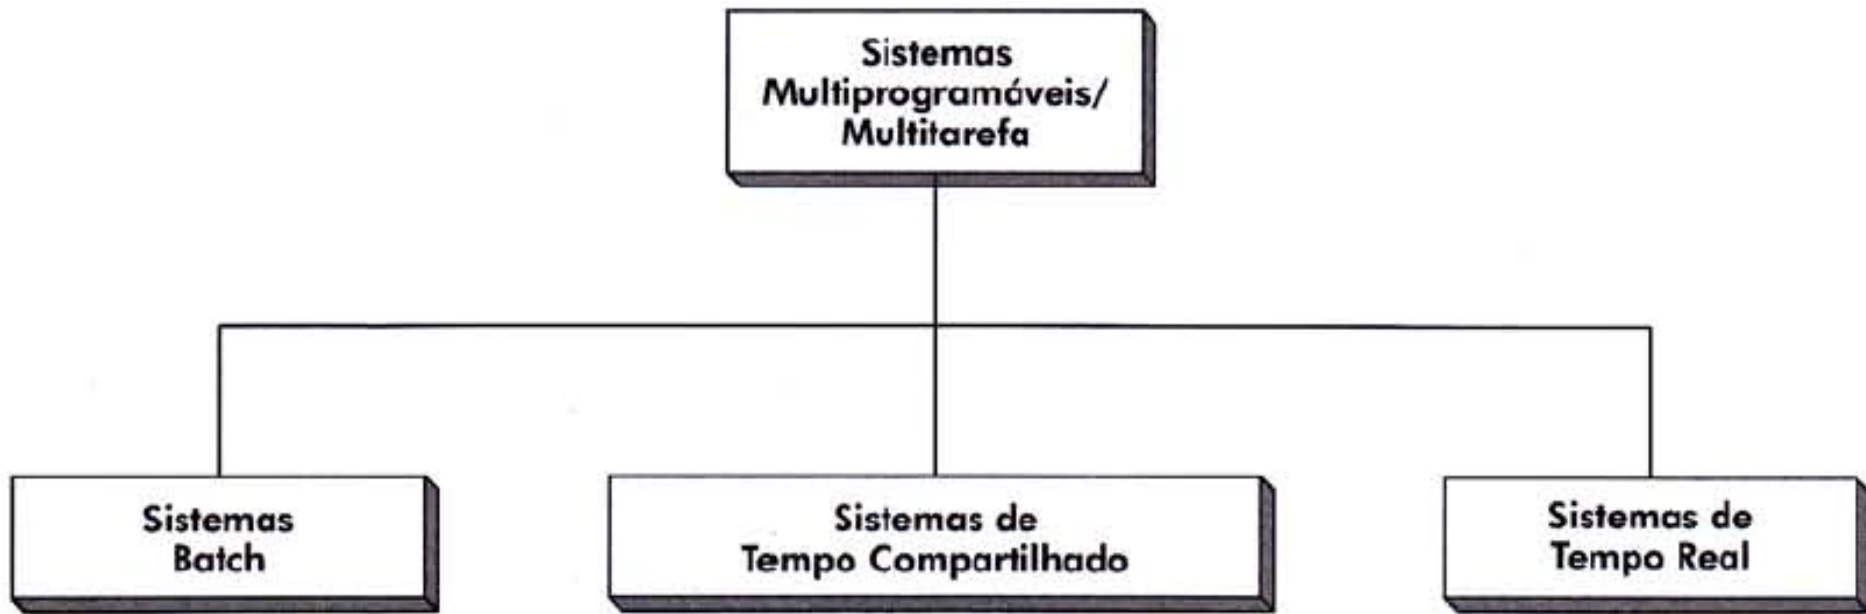 Sistemas
Multiprogramáveis/
Multitarefa
Sistemas
Batch
Sistemas de
Tempo Compartilhado
Sistemas de
Tempo Real